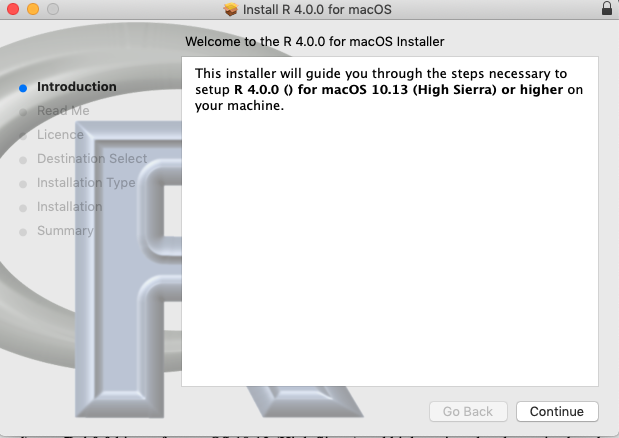 Install R 4.0.0 for macOS
Welcome to the R 4.0.0 for macOS Installer
Introduction
Read Me
Licence
Destination Select
Installation Type
Installation
Summary
This installer will guide you through the steps necessary to
setup R 4.0.0 () for macOS 10.13 (High Sierra) or higher on
your machine.
R
Go Back
Continue